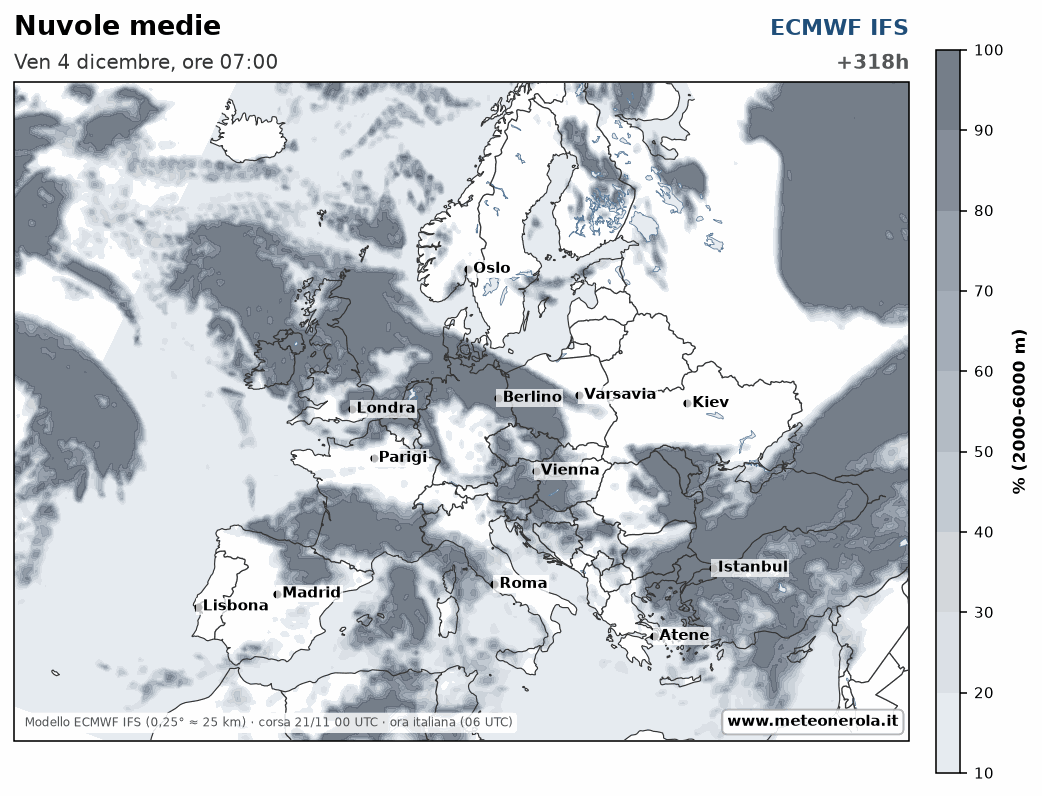 Nuvole medie
ECMWF IFS
Ven 4 dicembre, ore 07:00
+318h
100
90
80
70
60
50
40
30
20
10
% (2000-6000 m)
Oslo
Berlino
Varsavia
Kiev
Londra
Parigi
Vienna
Istanbul
Roma
Madrid
Lisbona
Atene
Modello ECMWF IFS (0,25° ≈ 25 km) · corsa 21/11 00 UTC · ora italiana (06 UTC)
www.meteonerola.it